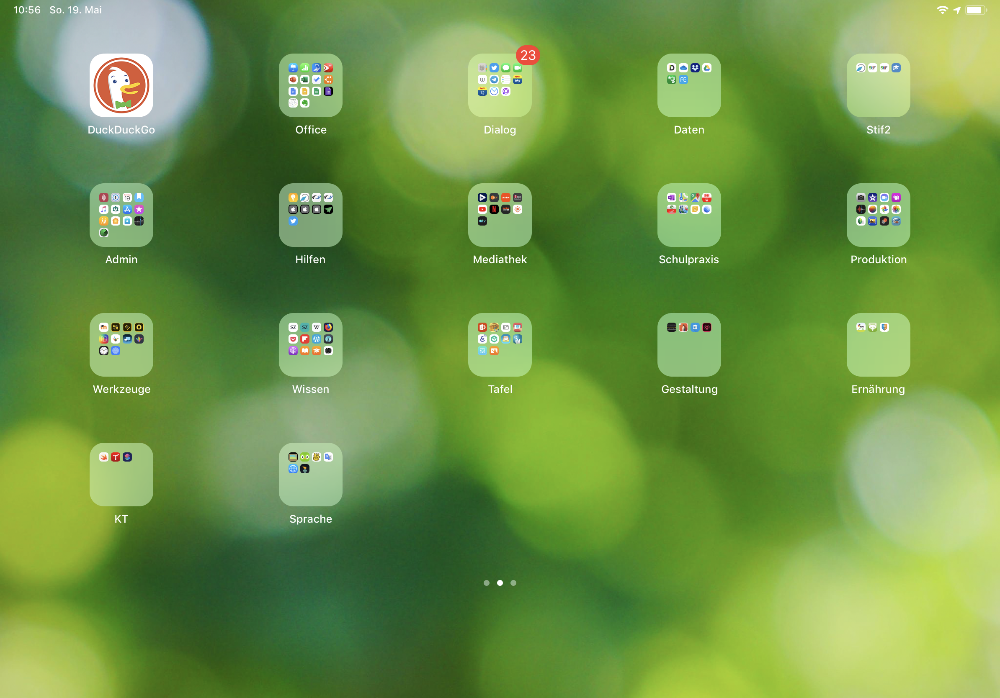 10:56 So. 19. Mai
23
DuckDuckGo
Office
Dialog
Daten
Stif2
Admin
Hilfen
Mediathek
Schulpraxis
Produktion
Werkzeuge
Wissen
Tafel
Gestaltung
Ernährung
KT
Sprache